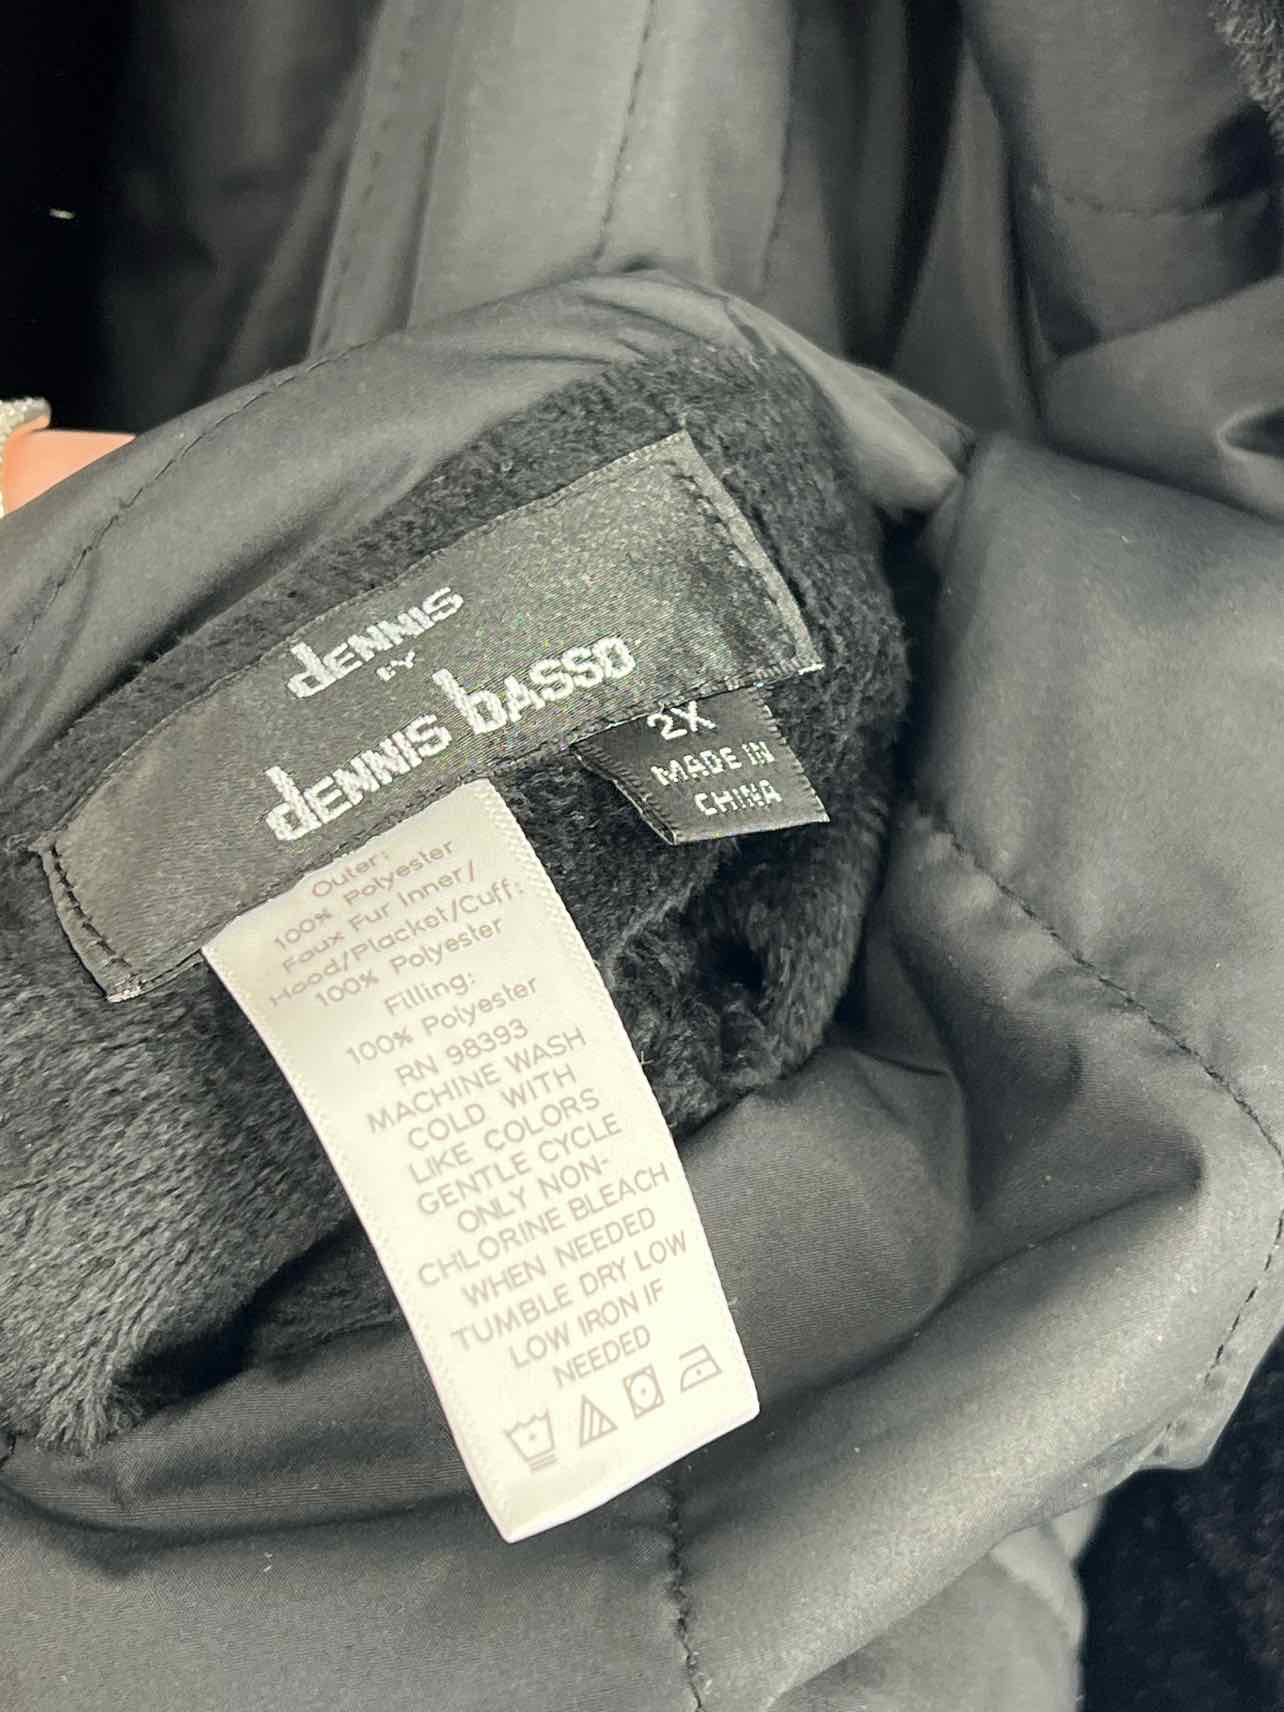 dennis
by
dennis basso
2X
MADE IN
CHINA
Outer:
100% Polyester
Faux Fur Inner/
Hood/Placket/Cuff:
100% Polyester
Filling:
100% Polyester
RN 98393
MACHINE WASH
COLD WITH
LIKE COLORS
GENTLE CYCLE
ONLY NON-
CHLORINE BLEACH
WHEN NEEDED
TUMBLE DRY LOW
LOW IRON IF
NEEDED